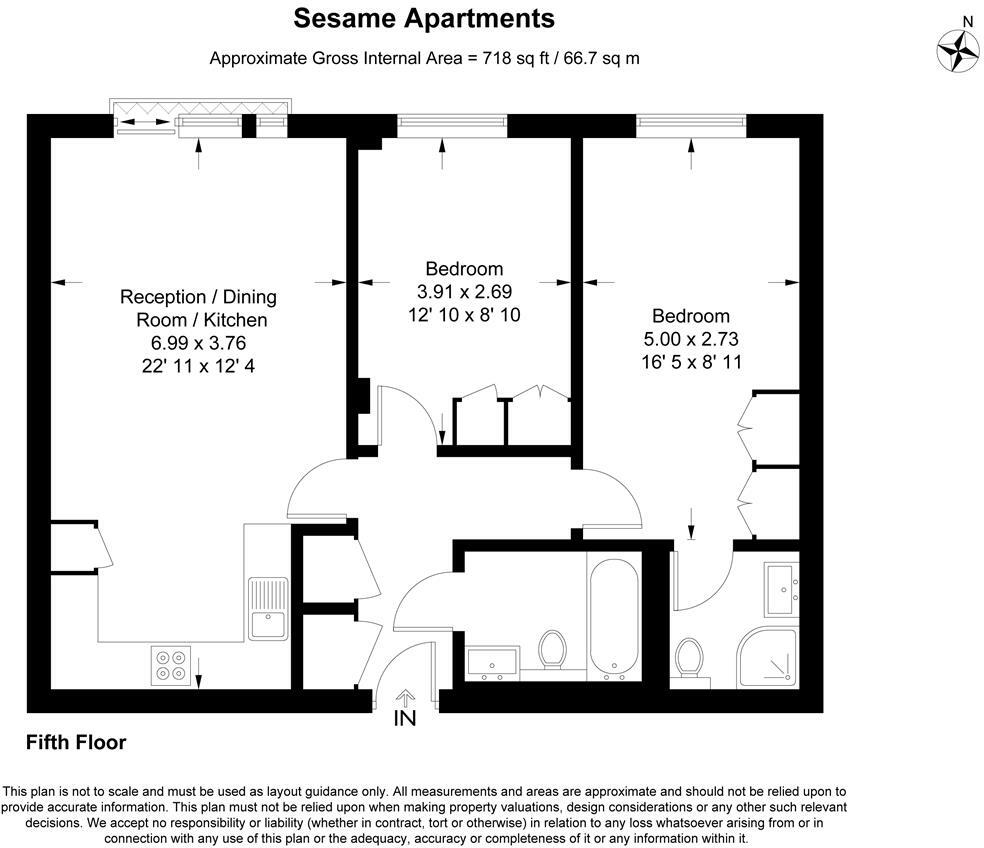 Sesame Apartments
Approximate Gross Internal Area = 718 sq ft / 66.7 sq m
N
Reception / Dining
Room / Kitchen
6.99 x 3.76
22' 11 x 12' 4
Bedroom
3.91 x 2.69
12' 10 x 8' 10
Bedroom
5.00 x 2.73
16' 5 x 8' 11
IN
Fifth Floor
This plan is not to scale and must be used as layout guidance only. All measurements and areas are approximate and should not be relied upon to
provide accurate information. This plan must not be relied upon when making property valuations, design considerations or any other such relevant
decisions. We accept no responsibility or liability (whether in contract, tort or otherwise) in relation to any loss whatsoever arising from or in
connection with any use of this plan or the adequacy, accuracy or completeness of it or any information within it.